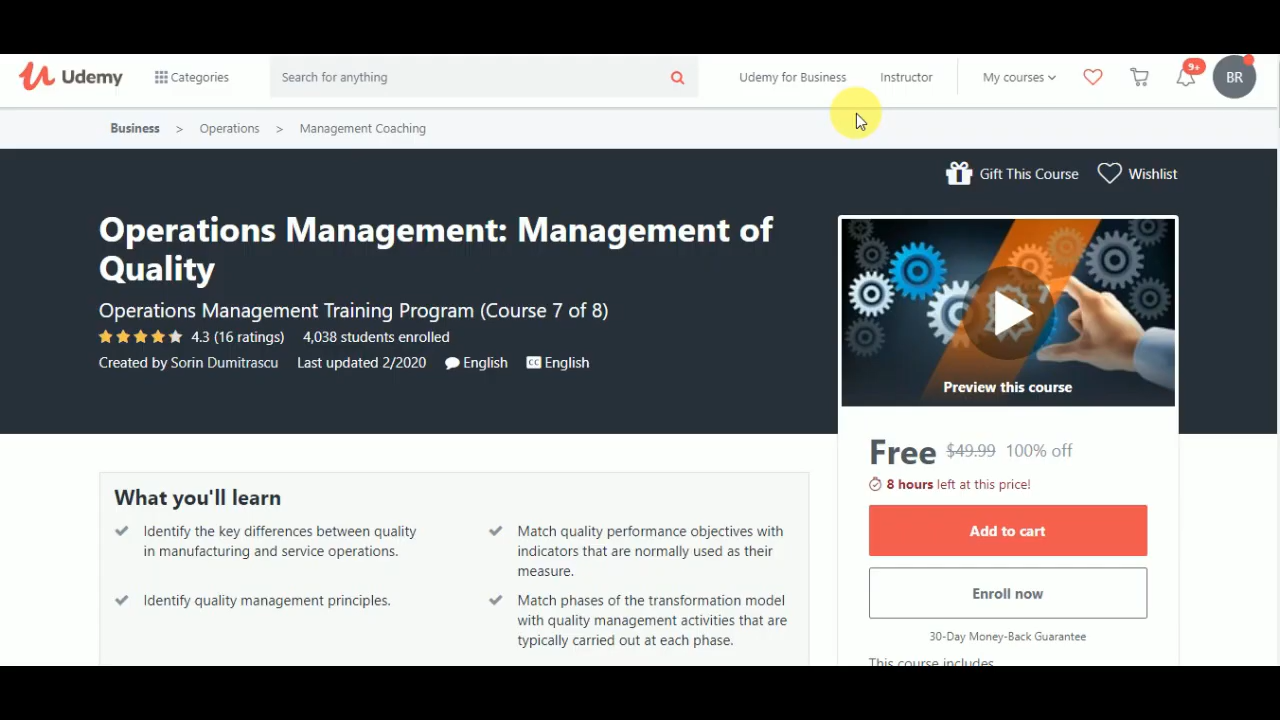 Udemy
Categories
Search for anything
Udemy for Business
Instructor
My courses
9+
BR
Business > Operations > Management Coaching
Gift This Course
Wishlist
Operations Management: Management of
Quality
Operations Management Training Program (Course 7 of 8)
4.3 (16 ratings) 4,038 students enrolled
Created by Sorin Dumitrascu Last updated 2/2020 English CC English
Preview this course
Free $49.99 100% off
8 hours left at this price!
Add to cart
Enroll now
30-Day Money-Back Guarantee
This course includes
What you'll learn
Identify the key differences between quality
in manufacturing and service operations.
Match quality performance objectives with
indicators that are normally used as their
measure.
Identify quality management principles.
Match phases of the transformation model
with quality management activities that are
typically carried out at each phase.